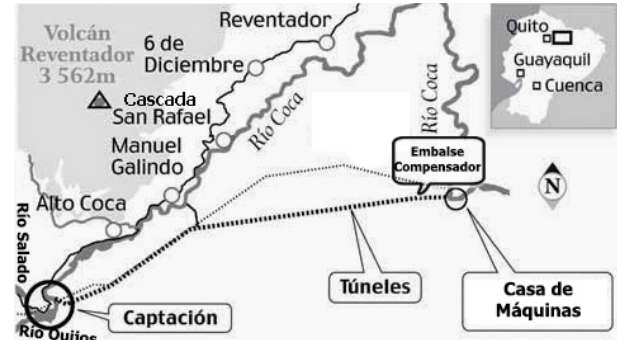 Volcán
Reventador
3 562m
Reventador
6 de
Diciembre
Cascada
San Rafael
Manuel
Galindo
Alto Coca
Río Coca
Río Coca
Quito
Guayaquil
Cuenca
Embalse
Compensador
N
Río Salado
Túneles
Casa de
Máquinas
Captación
Río Quijos